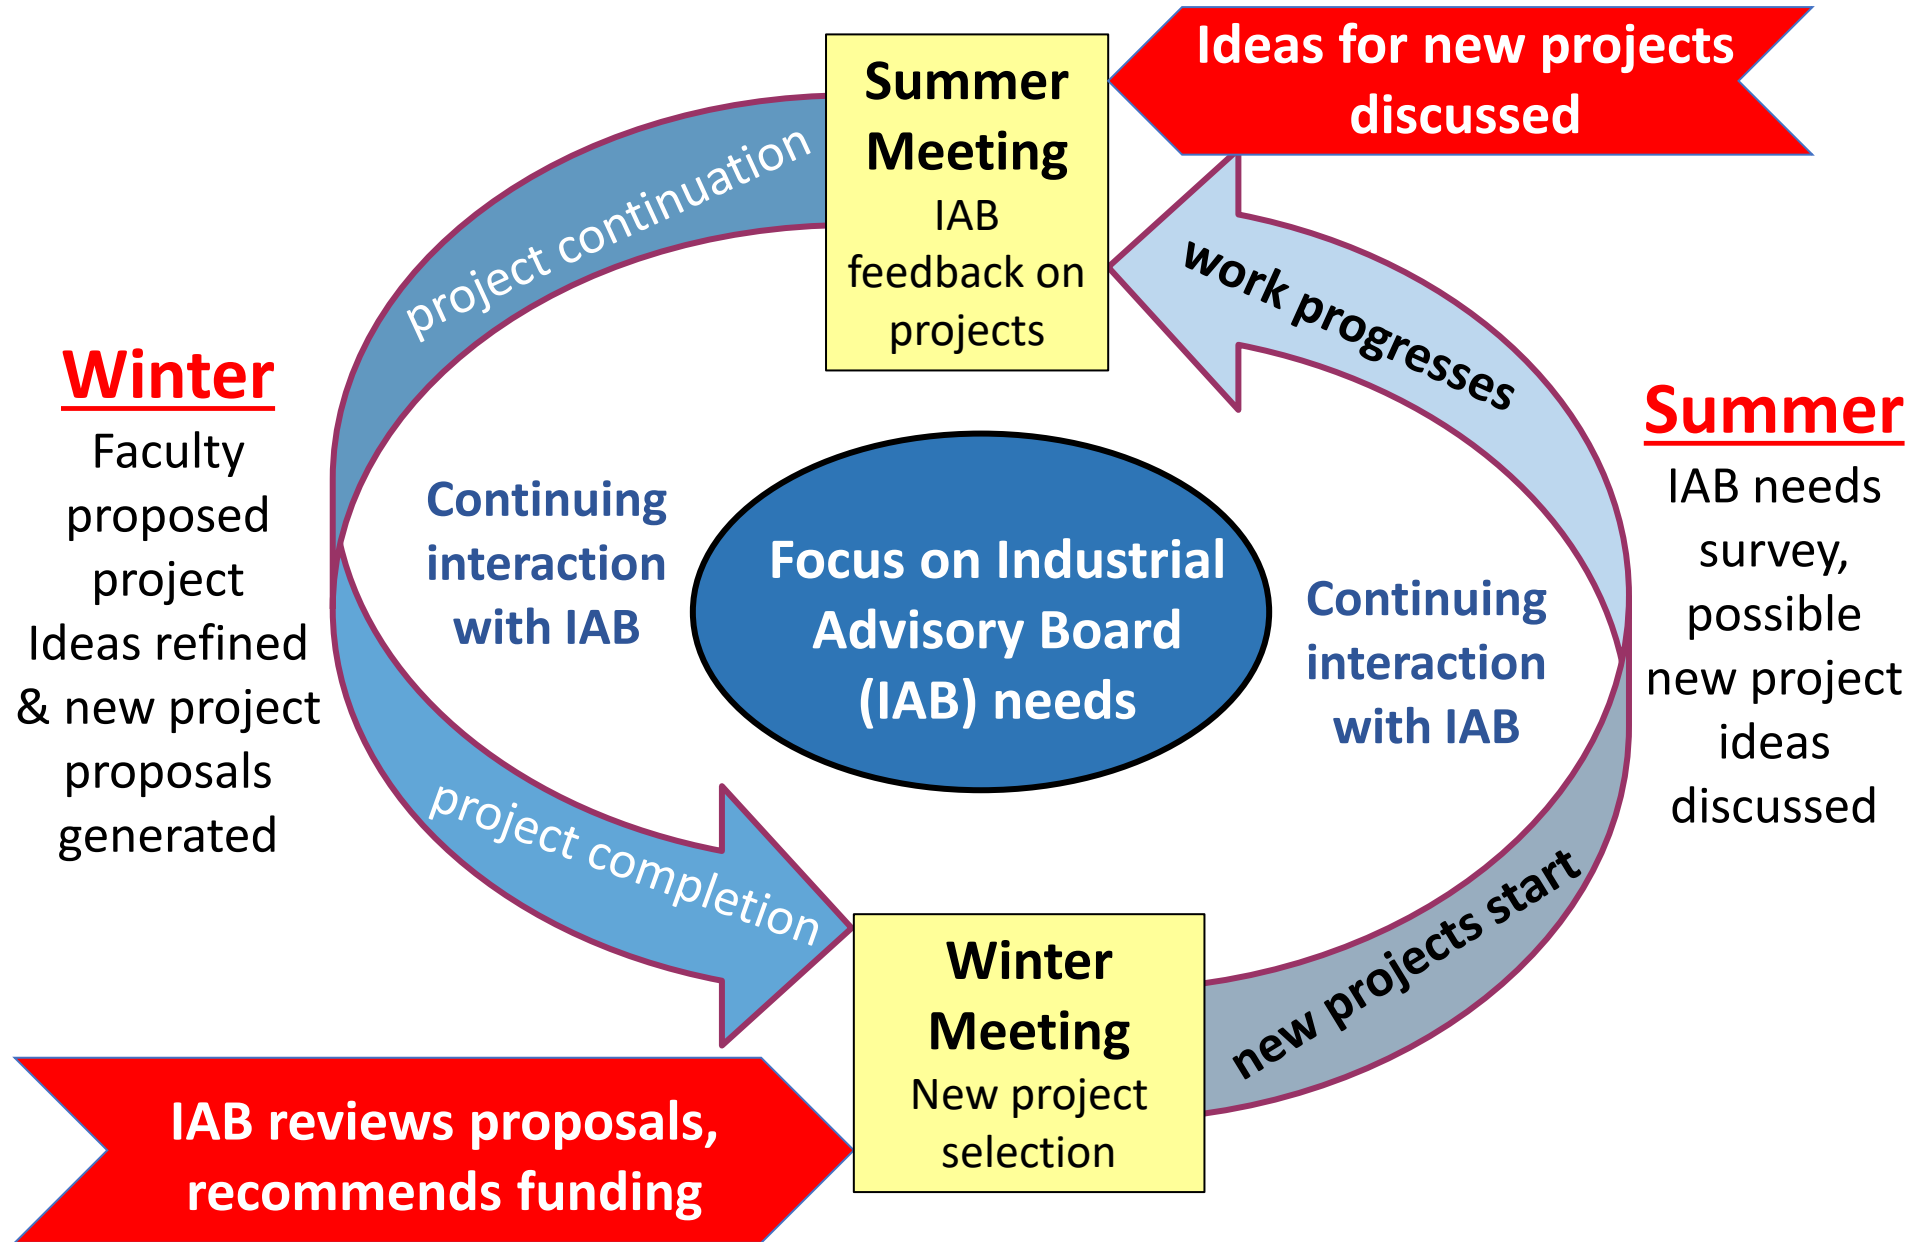 Ideas for new projects
discussed
Summer
Meeting
IAB
feedback on
projects
project continuation
work progresses
Winter
Faculty
proposed
project
Ideas refined
& new project
proposals
generated
Continuing
interaction
with IAB
Focus on Industrial
Advisory Board
(IAB) needs
Continuing
interaction
with IAB
Summer
IAB needs
survey,
possible
new project
ideas
discussed
project completion
new projects start
Winter
Meeting
New project
selection
IAB reviews proposals,
recommends funding